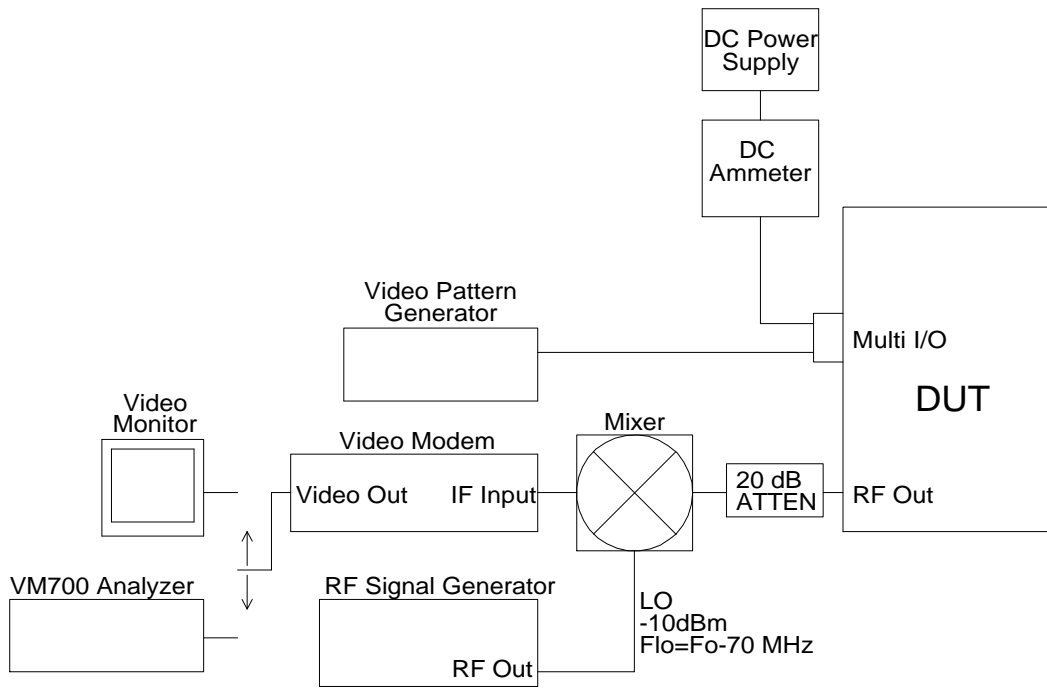 DC Power
Supply
DC
Ammeter
Video Pattern
Generator
Multi I/O
DUT
Video
Monitor
Video Modem
Mixer
Video Out
IF Input
20 dB
ATTEN
RF Out
VM700 Analyzer
RF Signal Generator
LO
-10dBm
Flo=Fo-70 MHz
RF Out